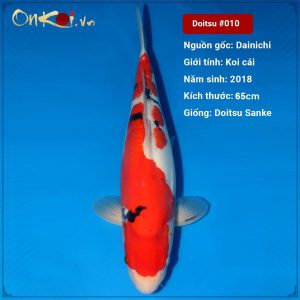 OnKoi.vn
Doitsu #010
Nguồn gốc: Dainichi
Giới tính: Koi cái
Năm sinh: 2018
Kích thước: 65cm
Giống: Doitsu Sanke